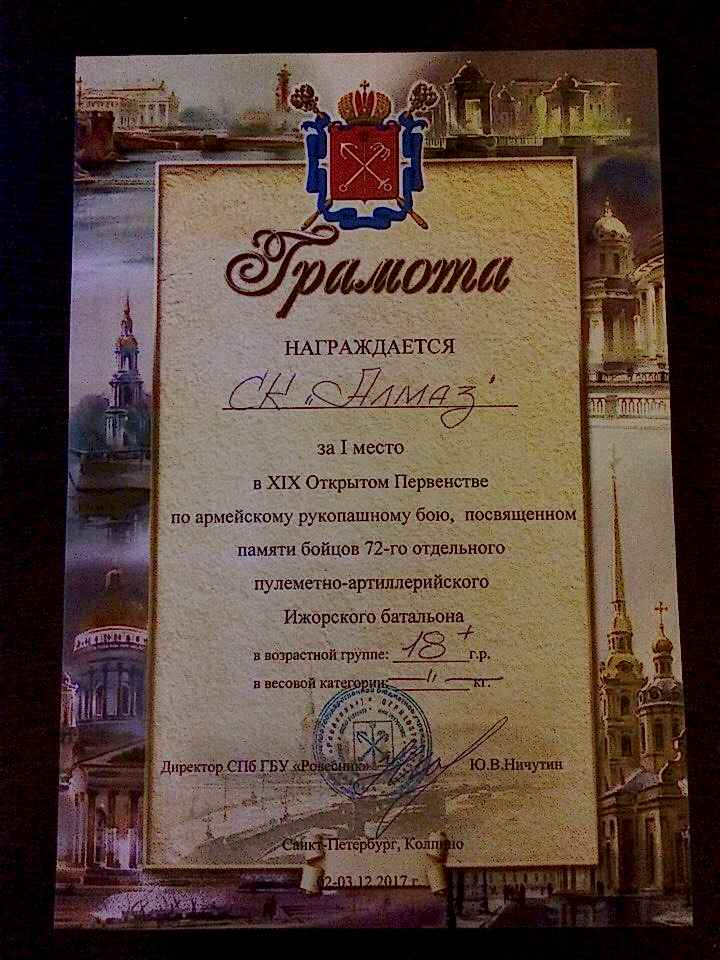 Грамота
НАГРАЖДАЕТСЯ
СК „Алмаз"
за I место
в XIX Открытом Первенстве
по армейскому рукопашному бою, посвященном
памяти бойцов 72-го отдельного
пулеметно-артиллерийского
Ижорского батальона
в возрастной группе: 18+ г.р.
в весовой категории: — „ — кг.
Директор СПб ГБУ «Ровесник» Ю.В.Ничутин
Санкт-Петербург, Колпино
02-03.12.2017 г.